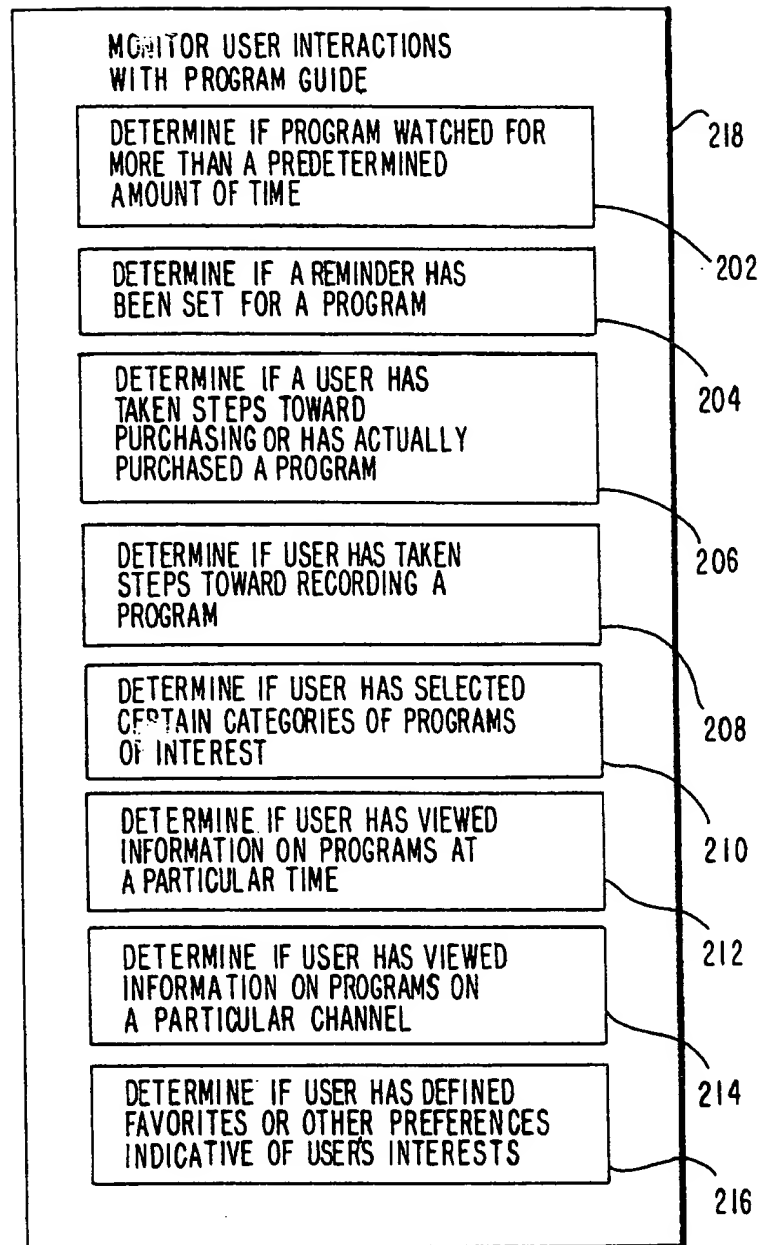 MONITOR USER INTERACTIONS
WITH PROGRAM GUIDE
218
DETERMINE IF PROGRAM WATCHED FOR
MORE THAN A PREDETERMINED
AMOUNT OF TIME
202
DETERMINE IF A REMINDER HAS
BEEN SET FOR A PROGRAM
204
DETERMINE IF A USER HAS
TAKEN STEPS TOWARD
PURCHASING OR HAS ACTUALLY
PURCHASED A PROGRAM
206
DETERMINE IF USER HAS TAKEN
STEPS TOWARD RECORDING A
PROGRAM
208
DETERMINE IF USER HAS SELECTED
CERTAIN CATEGORIES OF PROGRAMS
OF INTEREST
210
DETERMINE IF USER HAS VIEWED
INFORMATION ON PROGRAMS AT
A PARTICULAR TIME
212
DETERMINE IF USER HAS VIEWED
INFORMATION ON PROGRAMS ON
A PARTICULAR CHANNEL
214
DETERMINE IF USER HAS DEFINED
FAVORITES OR OTHER PREFERENCES
INDICATIVE OF USER'S INTERESTS
216